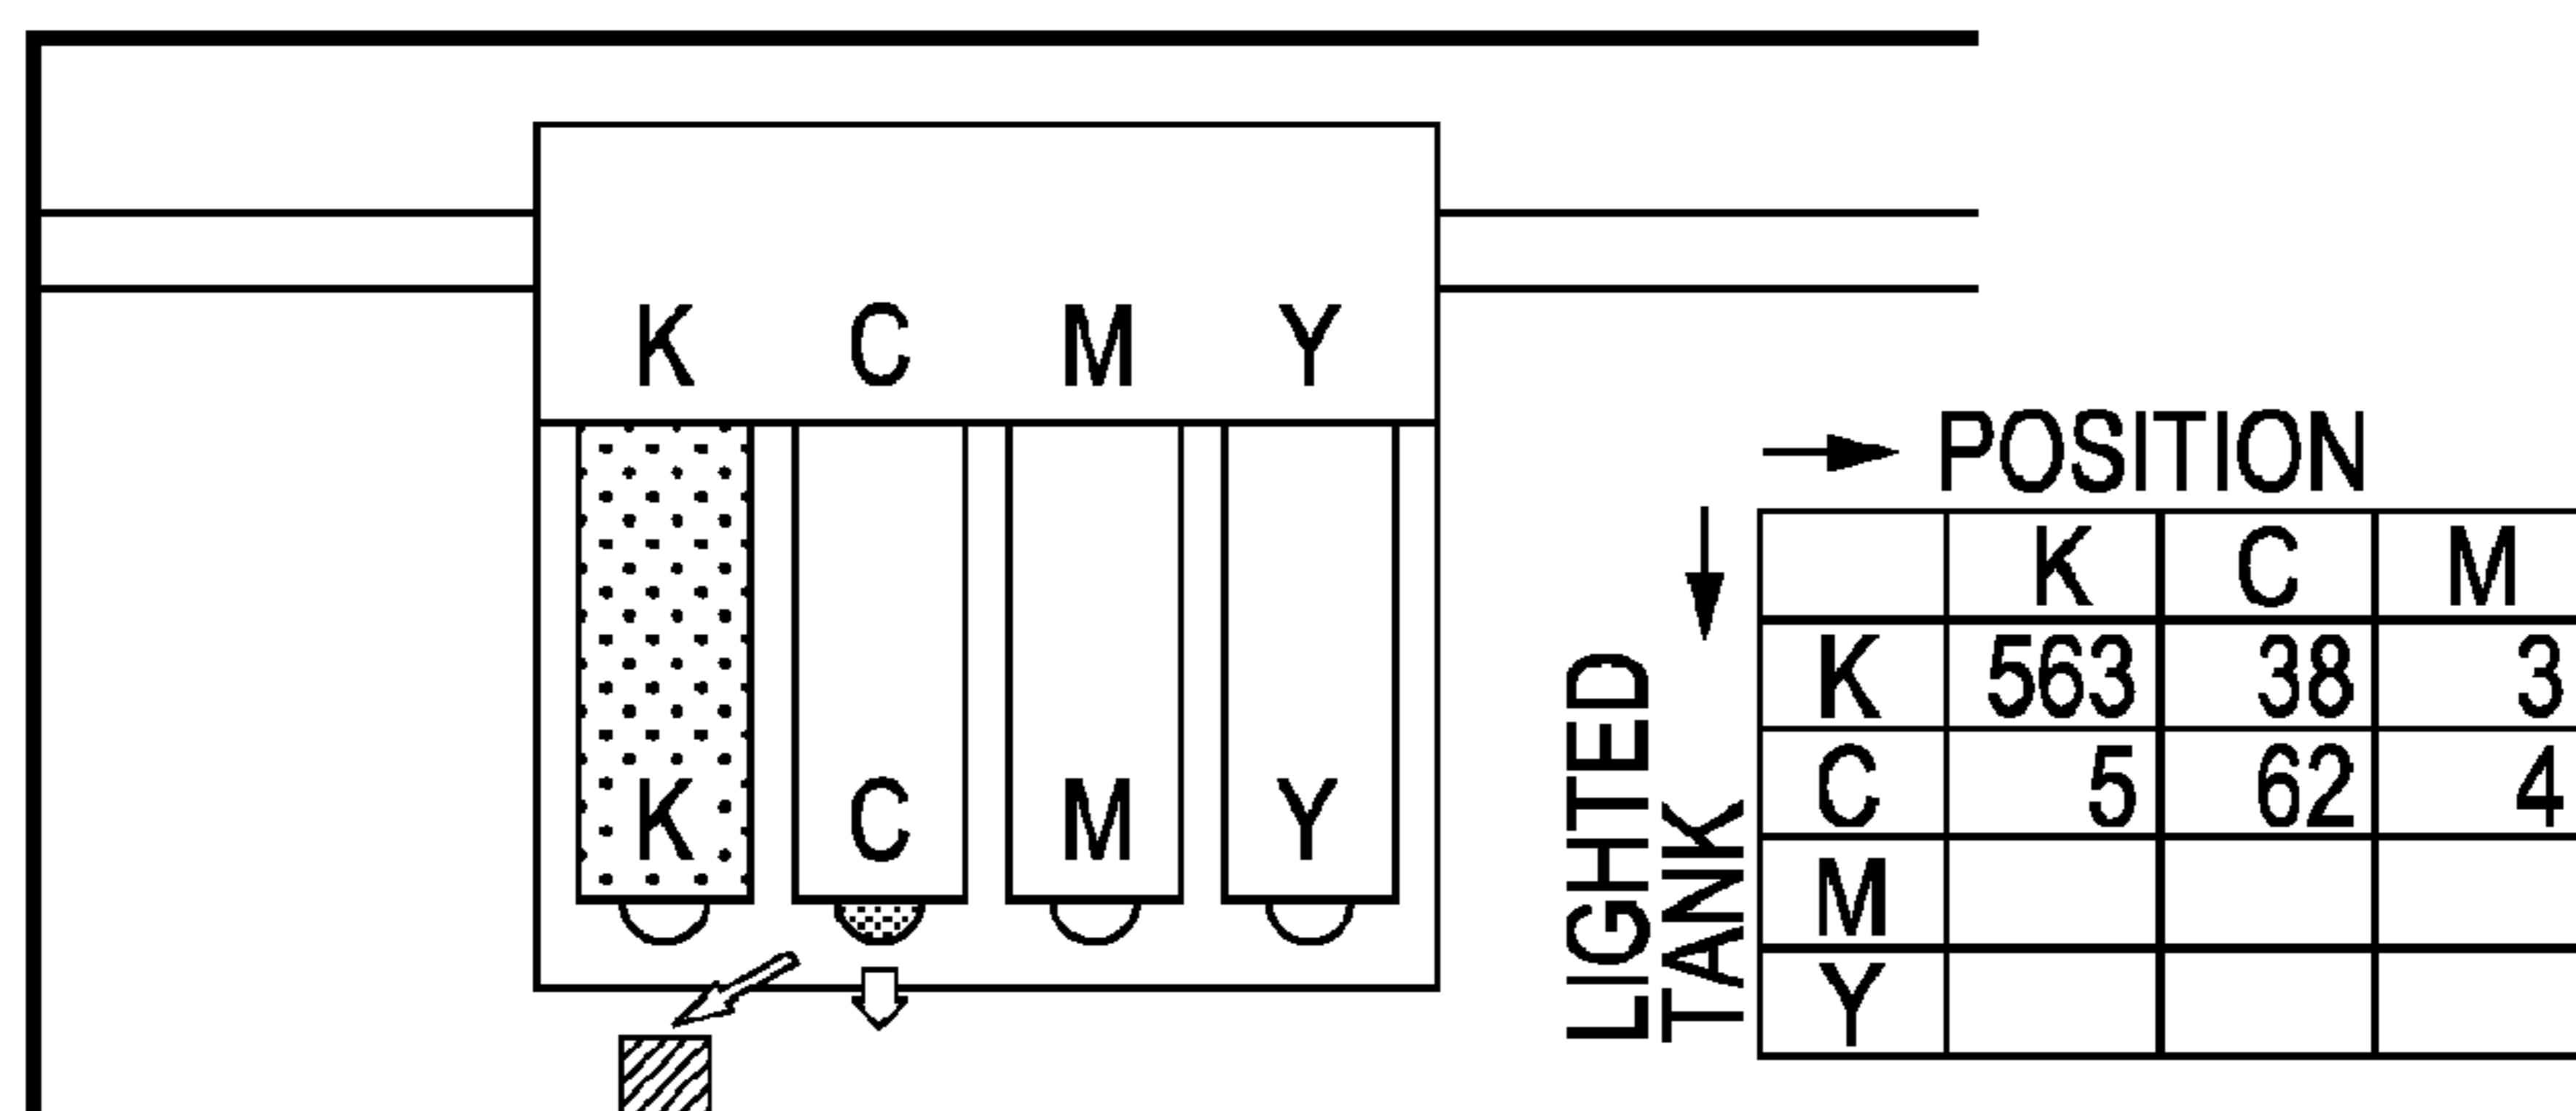 K C M Y
K C M Y
POSITION
LIGHTED
TANK
K C M
K 563 38 3
C 5 62 4
M
Y